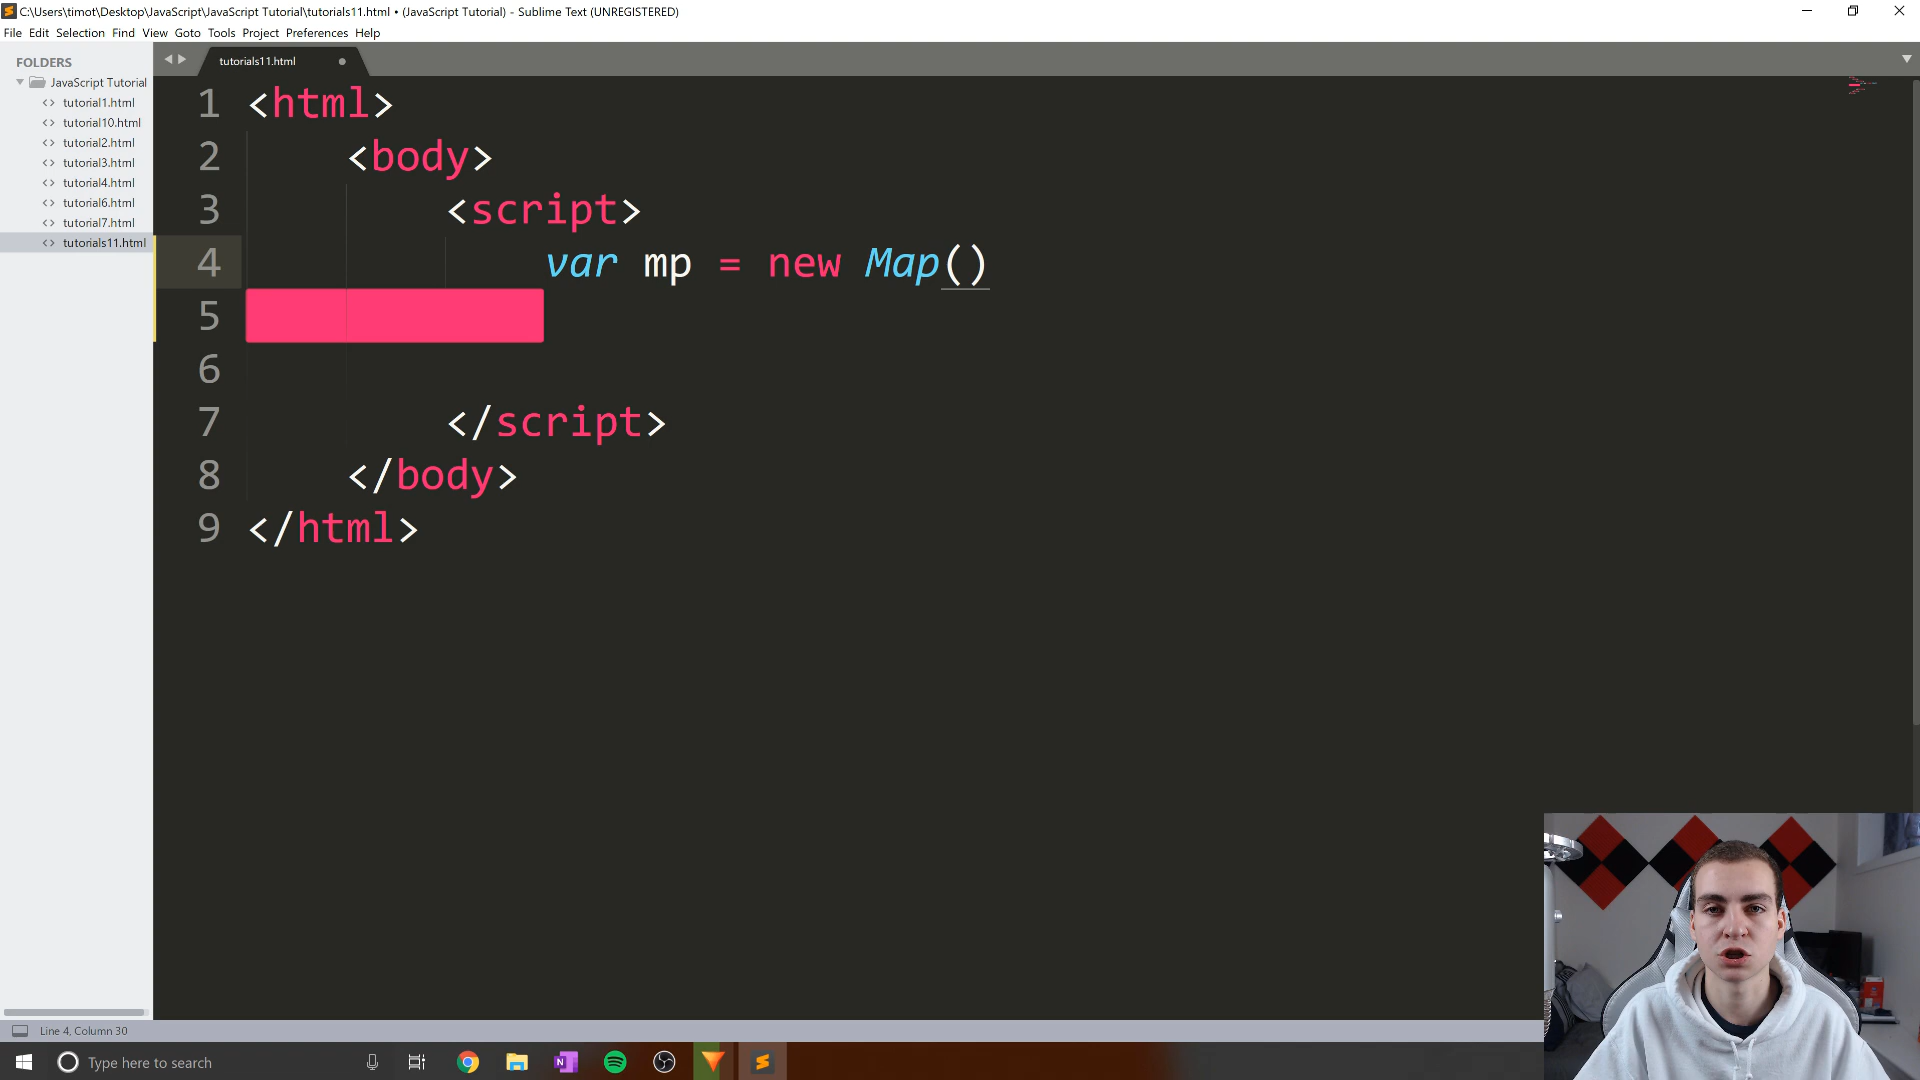 C:\Users\timot\Desktop\JavaScript\JavaScript Tutorial\tutorials11.html • (JavaScript Tutorial) - Sublime Text (UNREGISTERED)
File Edit Selection Find View Goto Tools Project Preferences Help
FOLDERS
JavaScript Tutorial
tutorial1.html
tutorial10.html
tutorial2.html
tutorial3.html
tutorial4.html
tutorial6.html
tutorial7.html
tutorials11.html
tutorials11.html
1 <html>
2 <body>
3 <script>
4 var mp = new Map()
5
6
7 </script>
8 </body>
9 </html>
Line 4, Column 30
Type here to search